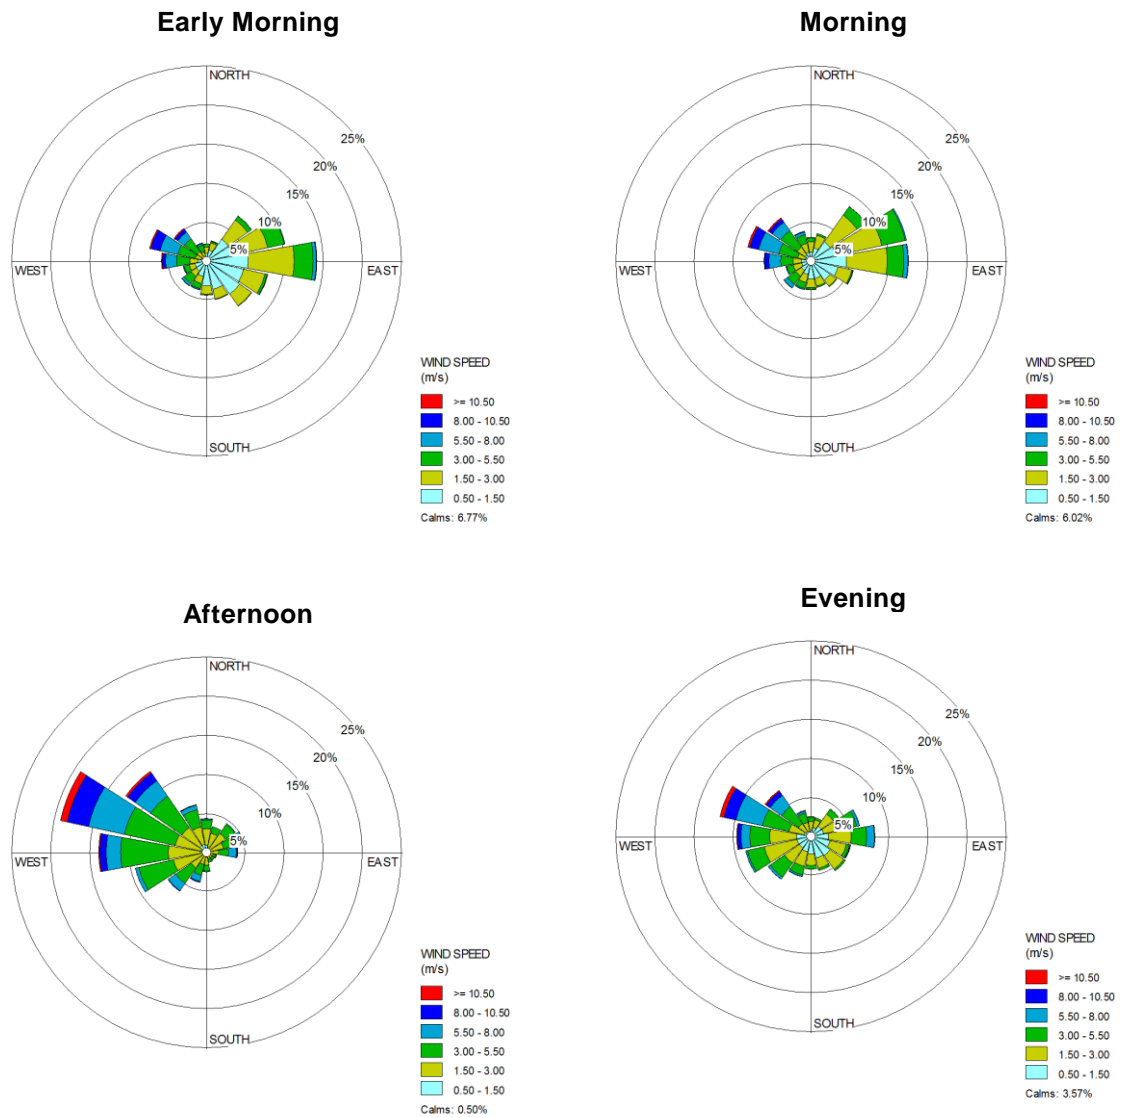 Early Morning
NORTH
25%
20%
15%
10%
5%
WEST
EAST
SOUTH
WIND SPEED
(m/s)
>= 10.50
8.00 - 10.50
5.50 - 8.00
3.00 - 5.50
1.50 - 3.00
0.50 - 1.50
Calms: 6.77%
Morning
NORTH
25%
20%
15%
10%
5%
WEST
EAST
SOUTH
WIND SPEED
(m/s)
>= 10.50
8.00 - 10.50
5.50 - 8.00
3.00 - 5.50
1.50 - 3.00
0.50 - 1.50
Calms: 6.02%
Afternoon
NORTH
25%
20%
15%
10%
5%
WEST
EAST
SOUTH
WIND SPEED
(m/s)
>= 10.50
8.00 - 10.50
5.50 - 8.00
3.00 - 5.50
1.50 - 3.00
0.50 - 1.50
Calms: 0.50%
Evening
NORTH
25%
20%
15%
10%
5%
WEST
EAST
SOUTH
WIND SPEED
(m/s)
>= 10.50
8.00 - 10.50
5.50 - 8.00
3.00 - 5.50
1.50 - 3.00
0.50 - 1.50
Calms: 3.57%